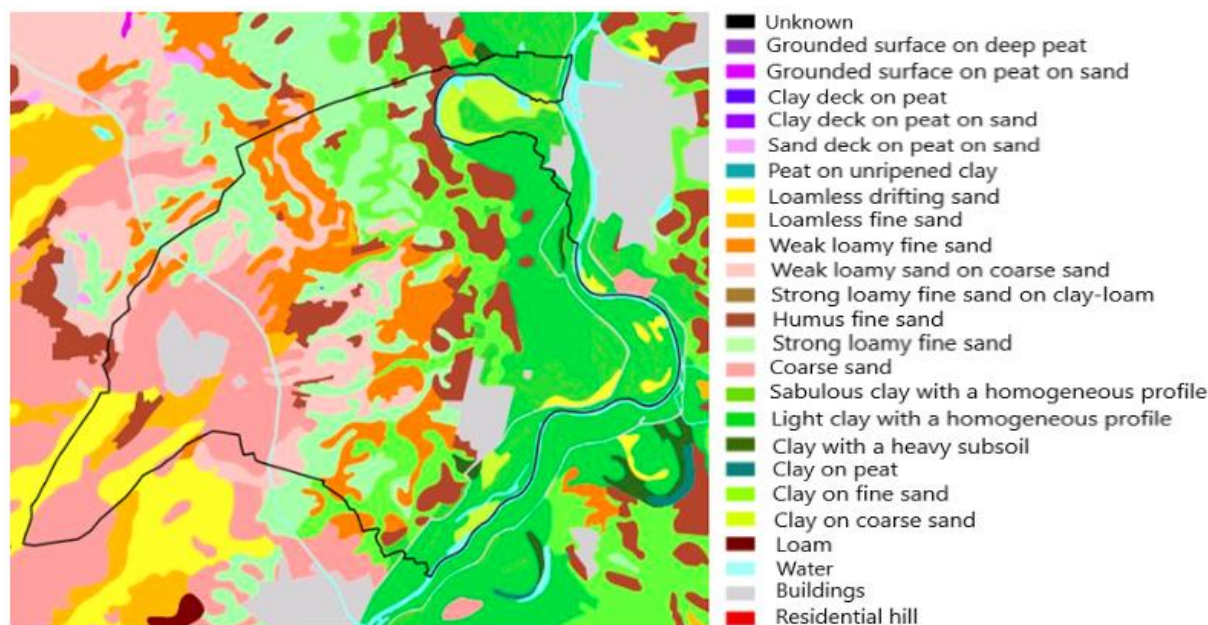 Unknown
Grounded surface on deep peat
Grounded surface on peat on sand
Clay deck on peat
Clay deck on peat on sand
Sand deck on peat on sand
Peat on unripened clay
Loamless drifting sand
Loamless fine sand
Weak loamy fine sand
Weak loamy sand on coarse sand
Strong loamy fine sand on clay-loam
Humus fine sand
Strong loamy fine sand
Coarse sand
Sabulous clay with a homogeneous profile
Light clay with a homogeneous profile
Clay with a heavy subsoil
Clay on peat
Clay on fine sand
Clay on coarse sand
Loam
Water
Buildings
Residential hill